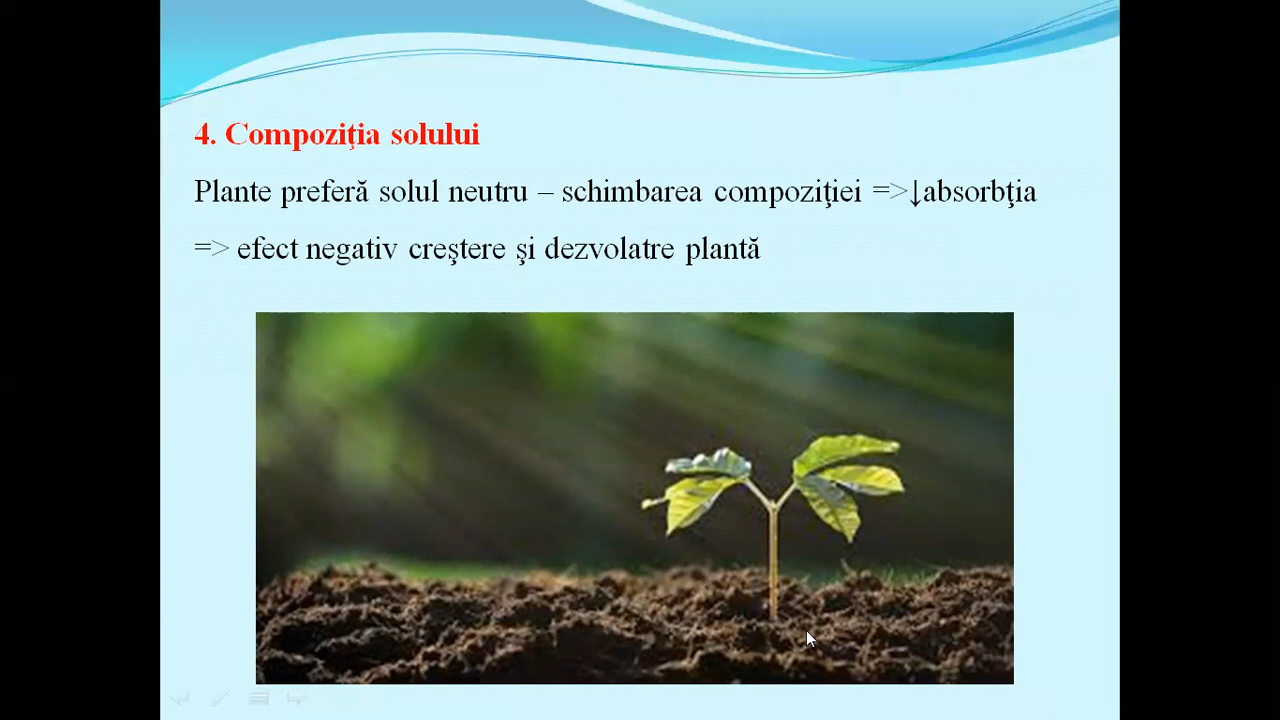 4. Compoziţia solului
Plante preferă solul neutru – schimbarea compoziţiei =>↓absorbţia
=> efect negativ creştere şi dezvolatre plantă